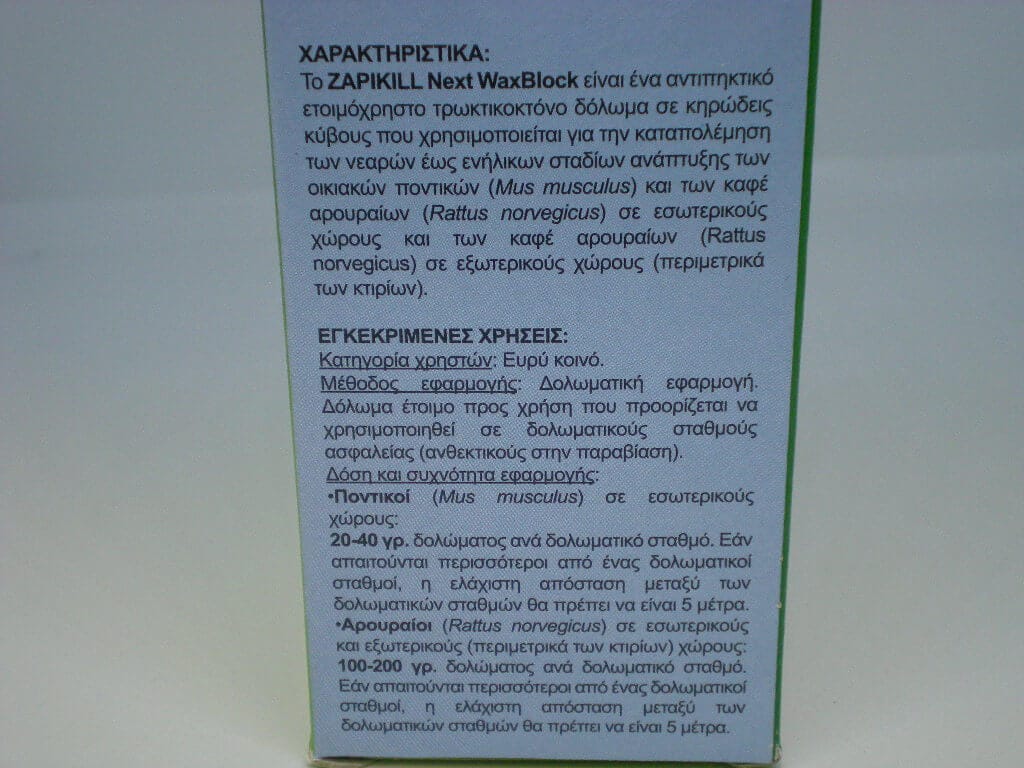 ΧΑΡΑΚΤΗΡΙΣΤΙΚΑ:
Το ZAPIKILL Next WaxBlock είναι ένα αντιπηκτικό
ετοιμόχρηστο τρωκτικοκτόνο δόλωμα σε κηρώδεις
κύβους που χρησιμοποιείται για την καταπολέμηση
των νεαρών έως ενήλικων σταδίων ανάπτυξης των
οικιακών ποντικών (Mus musculus) και των καφέ
αρουραίων (Rattus norvegicus) σε εσωτερικούς
χώρους και των καφέ αρουραίων (Rattus
norvegicus) σε εξωτερικούς χώρους (περιμετρικά
των κτιρίων).
ΕΓΚΕΚΡΙΜΕΝΕΣ ΧΡΗΣΕΙΣ:
Κατηγορία χρηστών: Ευρύ κοινό.
Μέθοδος εφαρμογής: Δολωματική εφαρμογή.
Δόλωμα έτοιμο προς χρήση που προορίζεται να
χρησιμοποιηθεί σε δολωματικούς σταθμούς
ασφαλείας (ανθεκτικούς στην παραβίαση).
Δόση και συχνότητα εφαρμογής:
•Ποντικοί (Mus musculus) σε εσωτερικούς
χώρους:
20-40 γρ. δολώματος ανά δολωματικό σταθμό. Εάν
απαιτούνται περισσότεροι από ένας δολωματικοί
σταθμοί, η ελάχιστη απόσταση μεταξύ των
δολωματικών σταθμών θα πρέπει να είναι 5 μέτρα.
•Αρουραίοι (Rattus norvegicus) σε εσωτερικούς
και εξωτερικούς (περιμετρικά των κτιρίων) χώρους:
100-200 γρ. δολώματος ανά δολωματικό σταθμό.
Εάν απαιτούνται περισσότεροι από ένας δολωματικοί
σταθμοί, η ελάχιστη απόσταση μεταξύ των
δολωματικών σταθμών θα πρέπει να είναι 5 μέτρα.